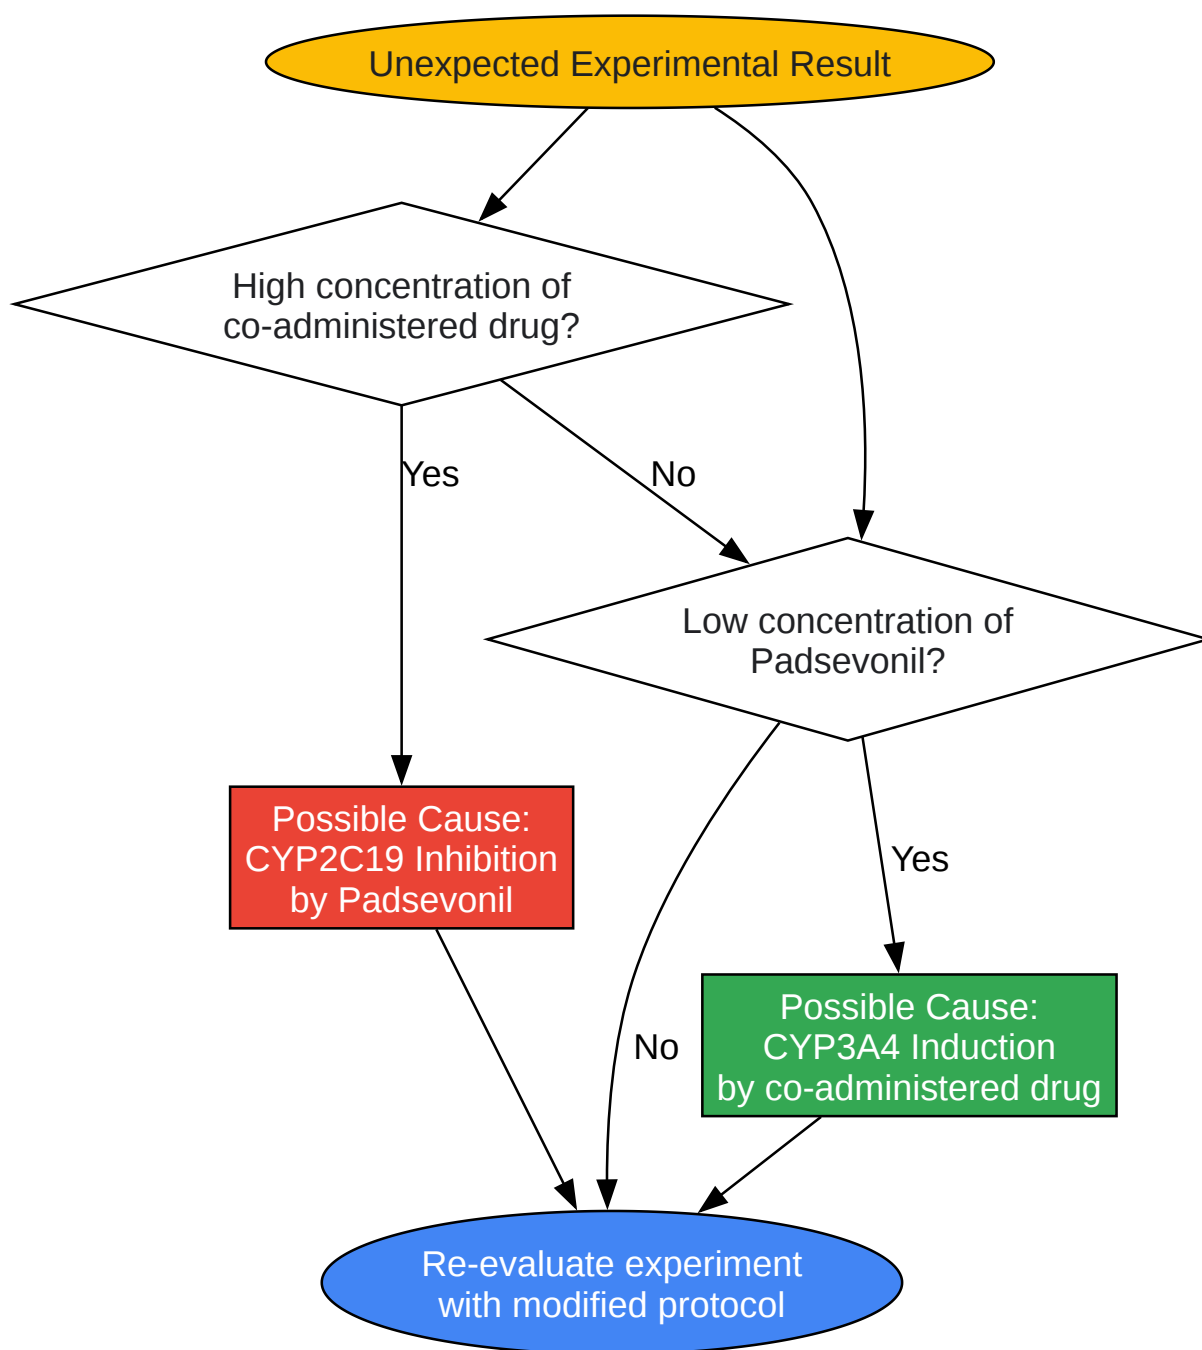 Unexpected Experimental Result
High concentration of
co-administered drug?
Yes
No
Low concentration of
Padsevonil?
Possible Cause:
CYP2C19 Inhibition
by Padsevonil
Yes
No
Possible Cause:
CYP3A4 Induction
by co-administered drug
Re-evaluate experiment
with modified protocol